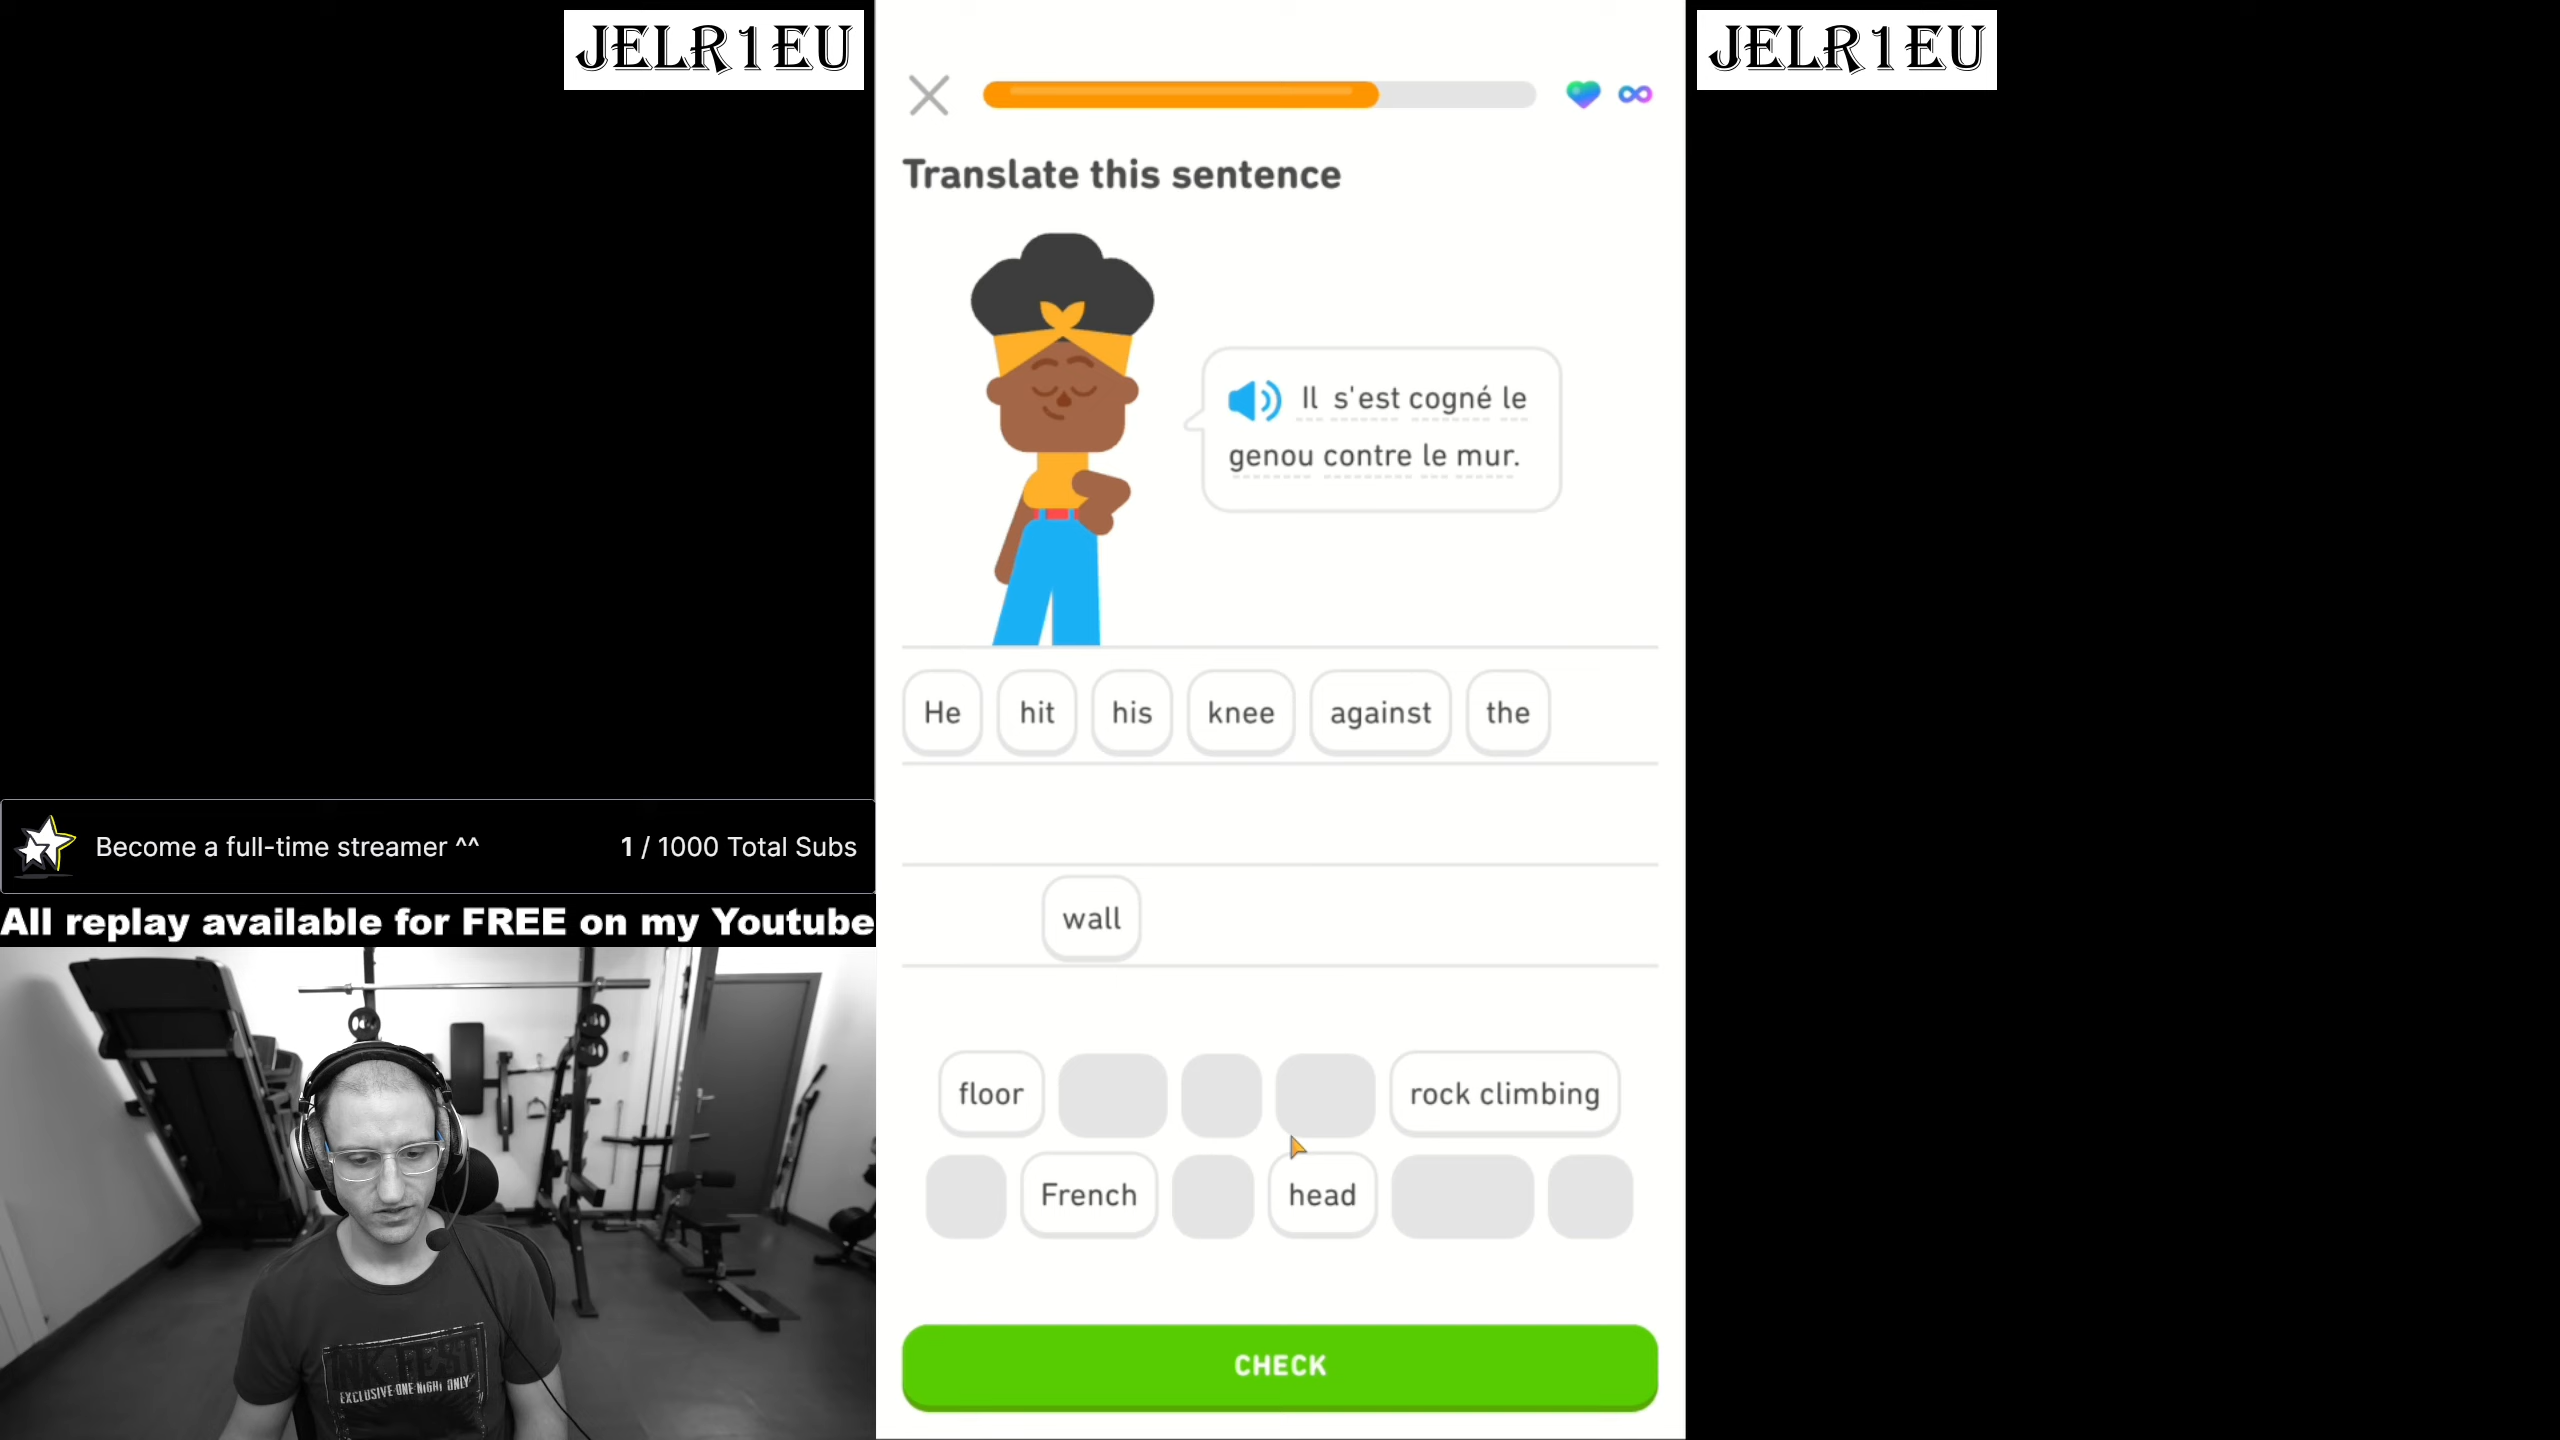 JELR1EU
JELR1EU
Translate this sentence
Il s'est cogné le
genou contre le mur.
He hit his knee against the
wall
floor rock climbing
French head
CHECK
Become a full-time streamer ^^ 1 / 1000 Total Subs
All replay available for FREE on my Youtube
EXCLUSIVE ONE NIGHT ONLY